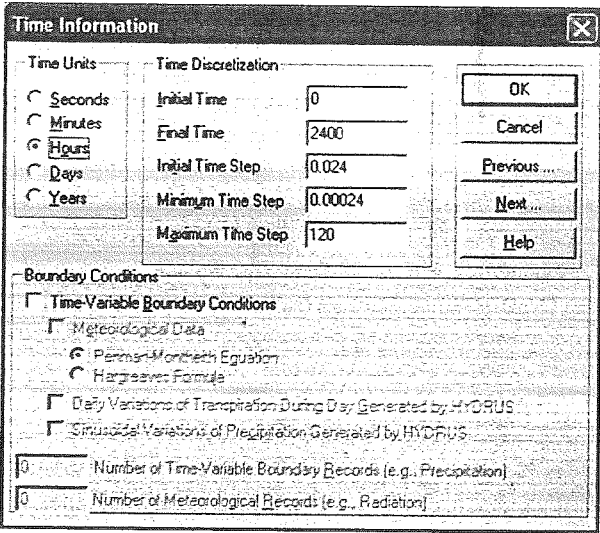 Time Information
Time Units
Seconds
Minutes
Hours
Days
Years
Time Discretization
Initial Time 0
Final Time 2400
Initial Time Step 0.024
Minimum Time Step 0.00024
Maximum Time Step 120
OK
Cancel
Previous ...
Next ...
Help
Boundary Conditions
Time-Variable Boundary Conditions
Meteorological Data
Penman-Monteith Equation
Hargreaves Formula
Daily Variations of Transpiration During Day Generated by HYDRUS
Sinusoidal Variations of Precipitation Generated by HYDRUS
0 Number of Time-Variable Boundary Records (e.g., Precipitation)
0 Number of Meteorological Records (e.g., Radiation)